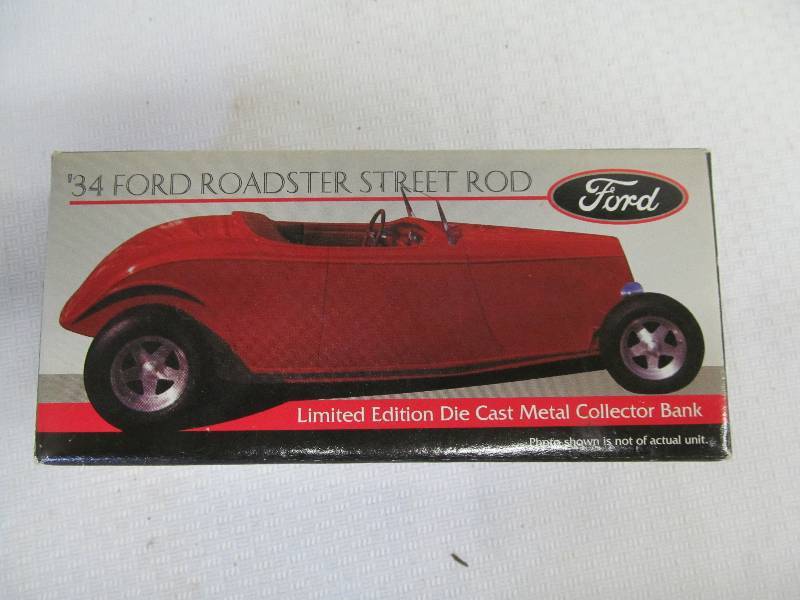 '34 FORD ROADSTER STREET ROD
Ford
Limited Edition Die Cast Metal Collector Bank
Photo shown is not of actual unit.